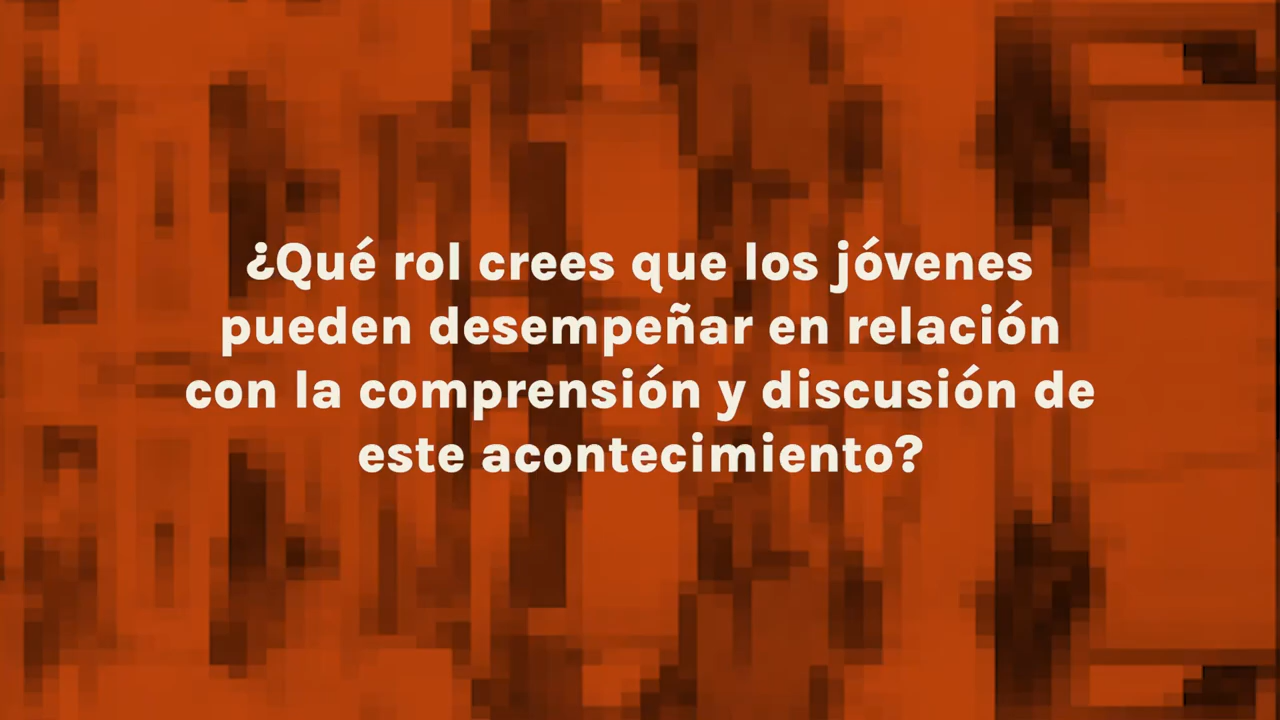 ¿Qué rol crees que los jóvenes
pueden desempeñar en relación
con la comprensión y discusión de
este acontecimiento?